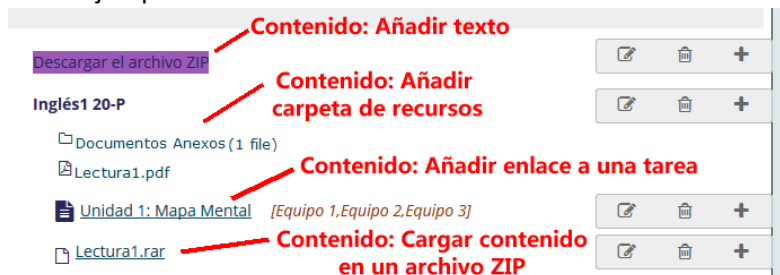 Contenido: Añadir texto
Descargar el archivo ZIP
Contenido: Añadir
carpeta de recursos
Inglés1 20-P
Documentos Anexos (1 file)
Lectura1.pdf
Contenido: Añadir enlace a una tarea
Unidad 1: Mapa Mental [Equipo 1,Equipo 2,Equipo 3]
Lectura1.rar
Contenido: Cargar contenido
en un archivo ZIP